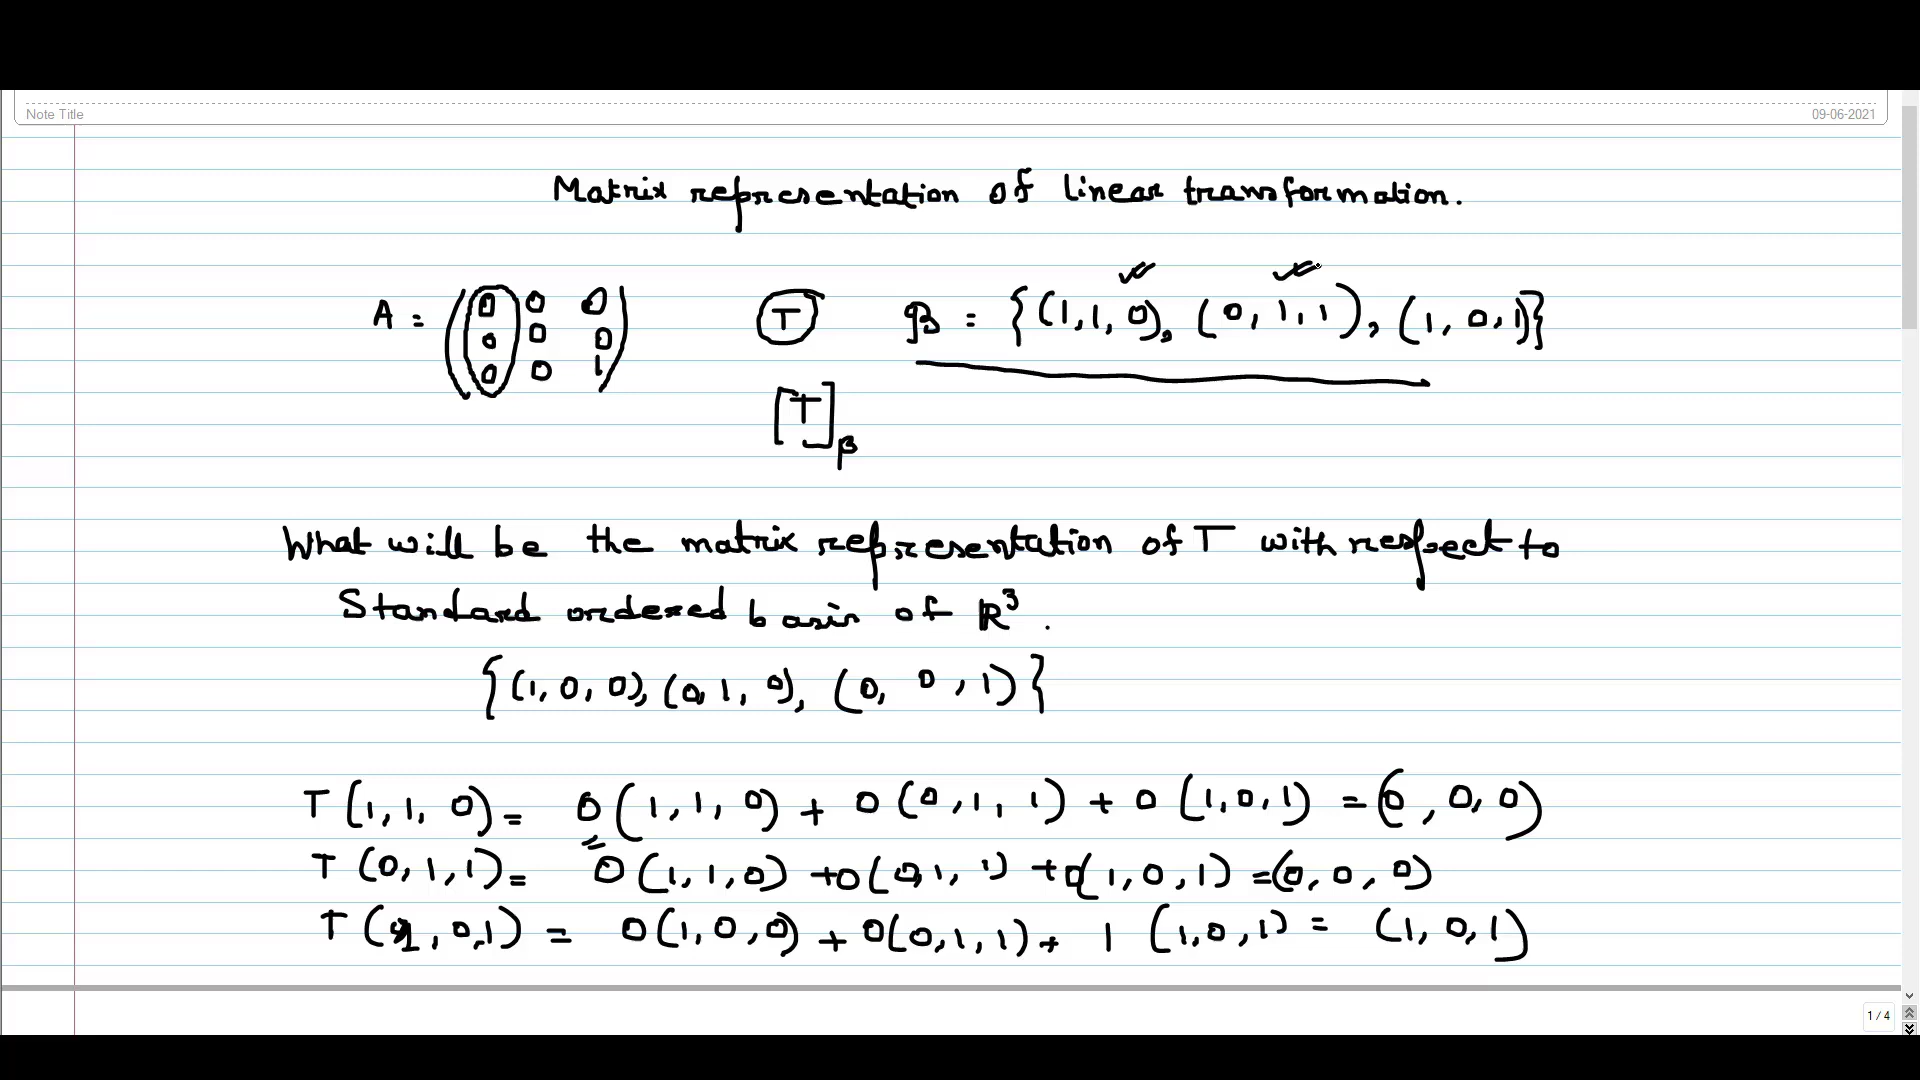 Note Title
09-06-2021
Matrix representation of linear transformation.
A = (0 0 0
0 0 0
0 0 1)
T
β = {(1,1,0), (0,1,1), (1,0,1)}
[T]β
What will be the matrix representation of T with respect to
Standard ordered basis of R³.
{(1,0,0), (0,1,0), (0,0,1)}
T(1,1,0) = 0(1,1,0) + 0(0,1,1) + 0(1,0,1) = (0,0,0)
T(0,1,1) = 0(1,1,0) + 0(0,1,1) + 0(1,0,1) = (0,0,0)
T(1,0,1) = 0(1,0,0) + 0(0,1,1) + 1(1,0,1) = (1,0,1)
1 / 4